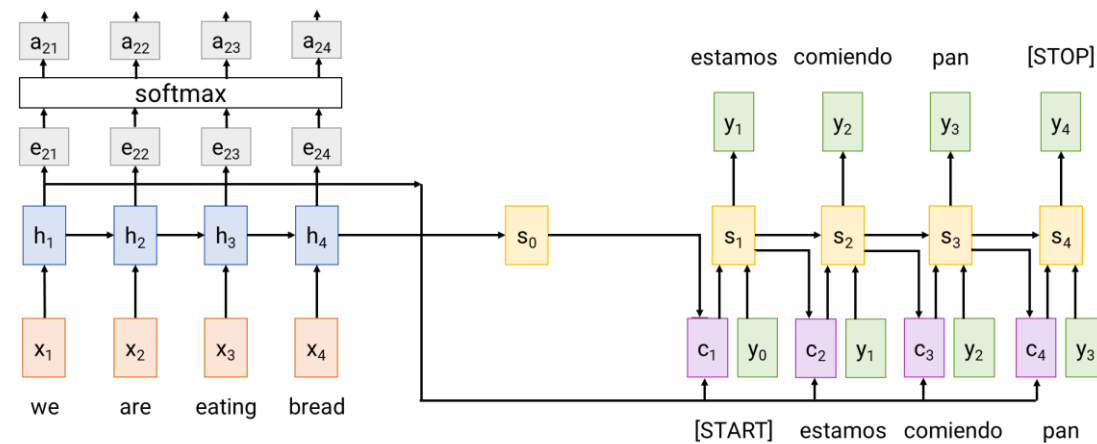 a21 a22 a23 a24
softmax
estamos comiendo pan [STOP]
y1 y2 y3 y4
e21 e22 e23 e24
h1 h2 h3 h4 s0 s1 s2 s3 s4
x1 x2 x3 x4 c1 y0 c2 y1 c3 y2 c4 y3
we are eating bread
[START] estamos comiendo pan